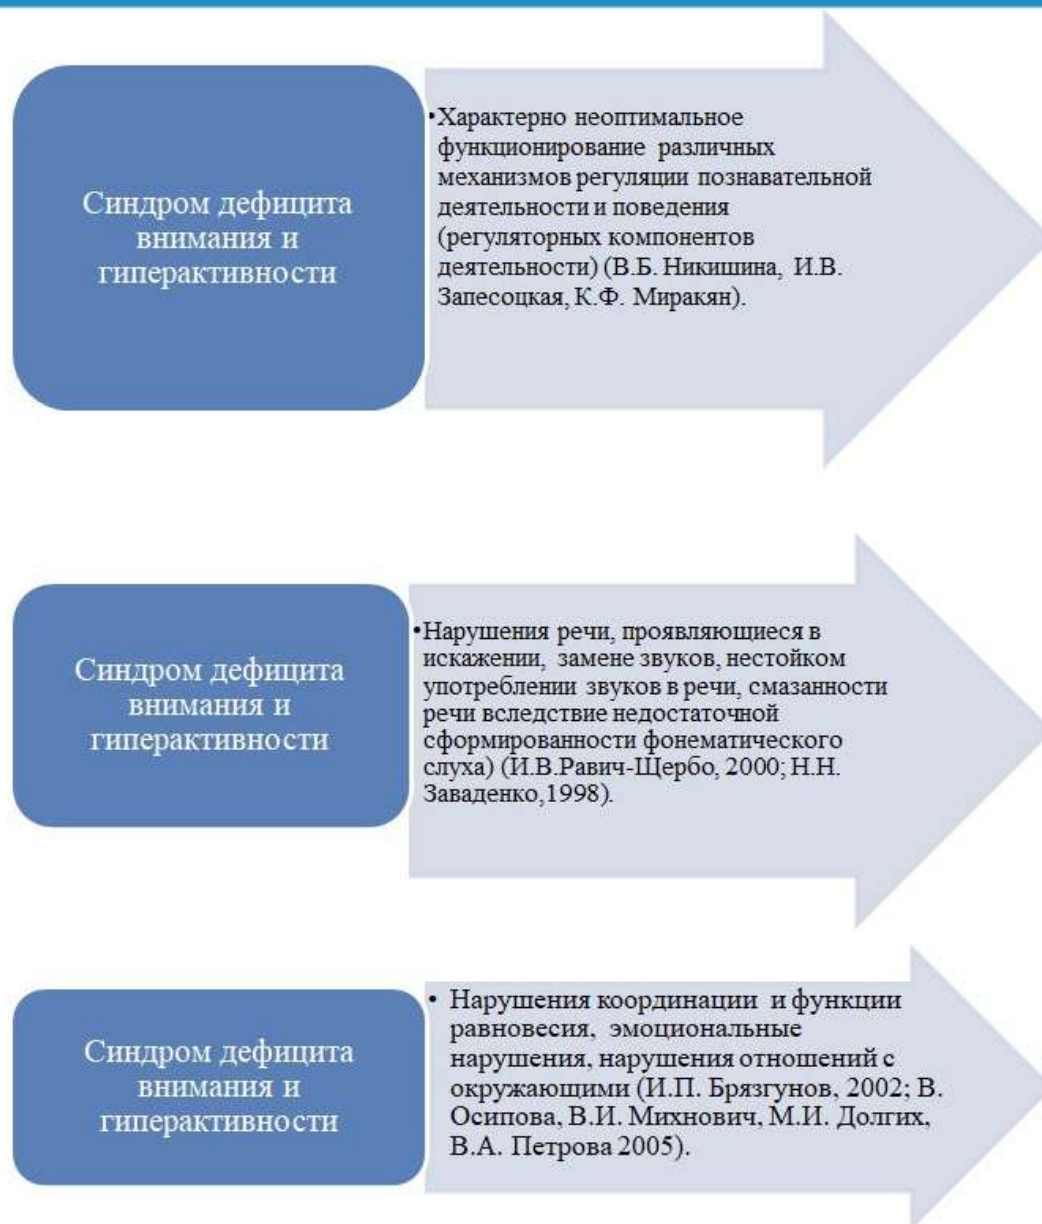 Синдром дефицита
внимания и
гиперактивности
•Характерно неоптимальное
функционирование различных
механизмов регуляции познавательной
деятельности и поведения
(регуляторных компонентов
деятельности) (В.Б. Никишина, И.В.
Запесоцкая, К.Ф. Миракян).
Синдром дефицита
внимания и
гиперактивности
•Нарушения речи, проявляющиеся в
искажении, замене звуков, нестойком
употреблении звуков в речи, смазанности
речи вследствие недостаточной
сформированности фонематического
слуха) (И.В.Равич-Щербо, 2000; Н.Н.
Заваденко,1998).
Синдром дефицита
внимания и
гиперактивности
• Нарушения координации и функции
равновесия, эмоциональные
нарушения, нарушения отношений с
окружающими (И.П. Брязгунов, 2002; В.
Осипова, В.И. Михнович, М.И. Долгих,
В.А. Петрова 2005).